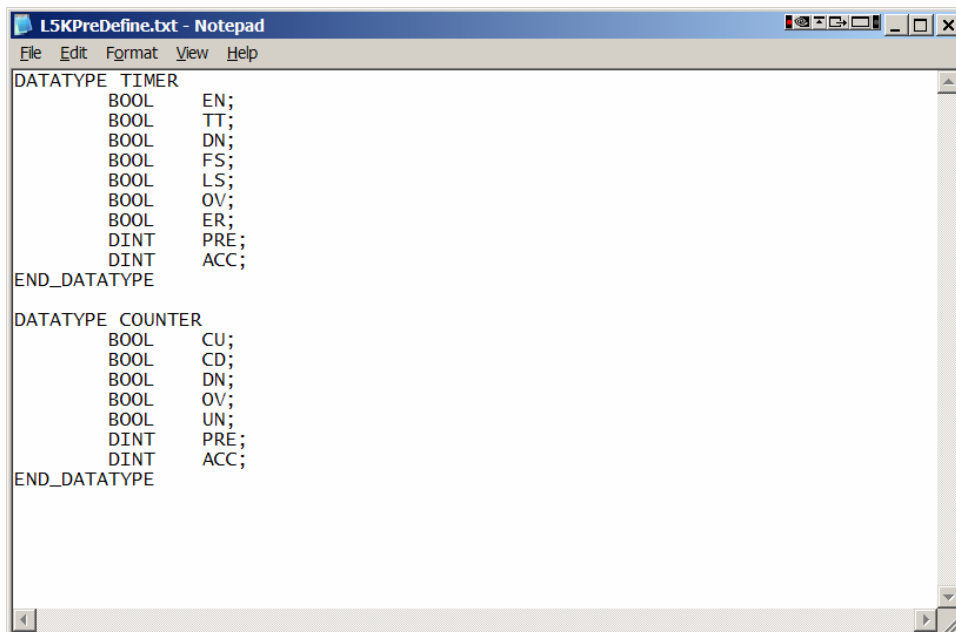 L5KPreDefine.txt - Notepad
File Edit Format View Help
DATATYPE TIMER
BOOL EN;
BOOL TT;
BOOL DN;
BOOL FS;
BOOL LS;
BOOL OV;
BOOL ER;
DINT PRE;
DINT ACC;
END_DATATYPE
DATATYPE COUNTER
BOOL CU;
BOOL CD;
BOOL DN;
BOOL OV;
BOOL UN;
DINT PRE;
DINT ACC;
END_DATATYPE